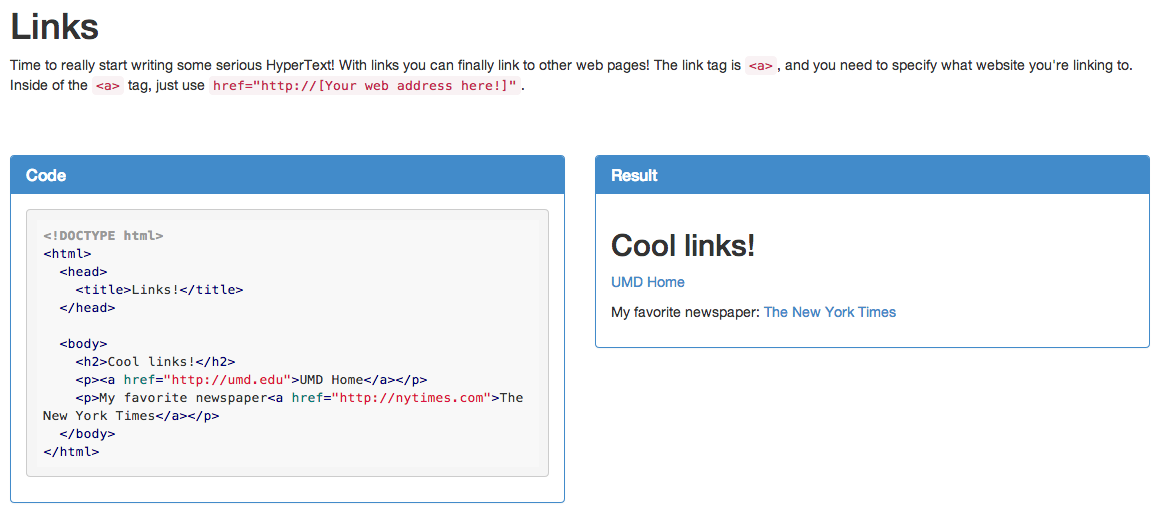 Links
Time to really start writing some serious HyperText! With links you can finally link to other web pages! The link tag is <a>, and you need to specify what website you're linking to.
Inside of the <a> tag, just use href="http://[Your web address here!]".
Code
<!DOCTYPE html>
<html>
  <head>
    <title>Links!</title>
  </head>

  <body>
    <h2>Cool links!</h2>
    <p><a href="http://umd.edu">UMD Home</a></p>
    <p>My favorite newspaper<a href="http://nytimes.com">The
New York Times</a></p>
  </body>
</html>
Result
Cool links!
UMD Home
My favorite newspaper: The New York Times